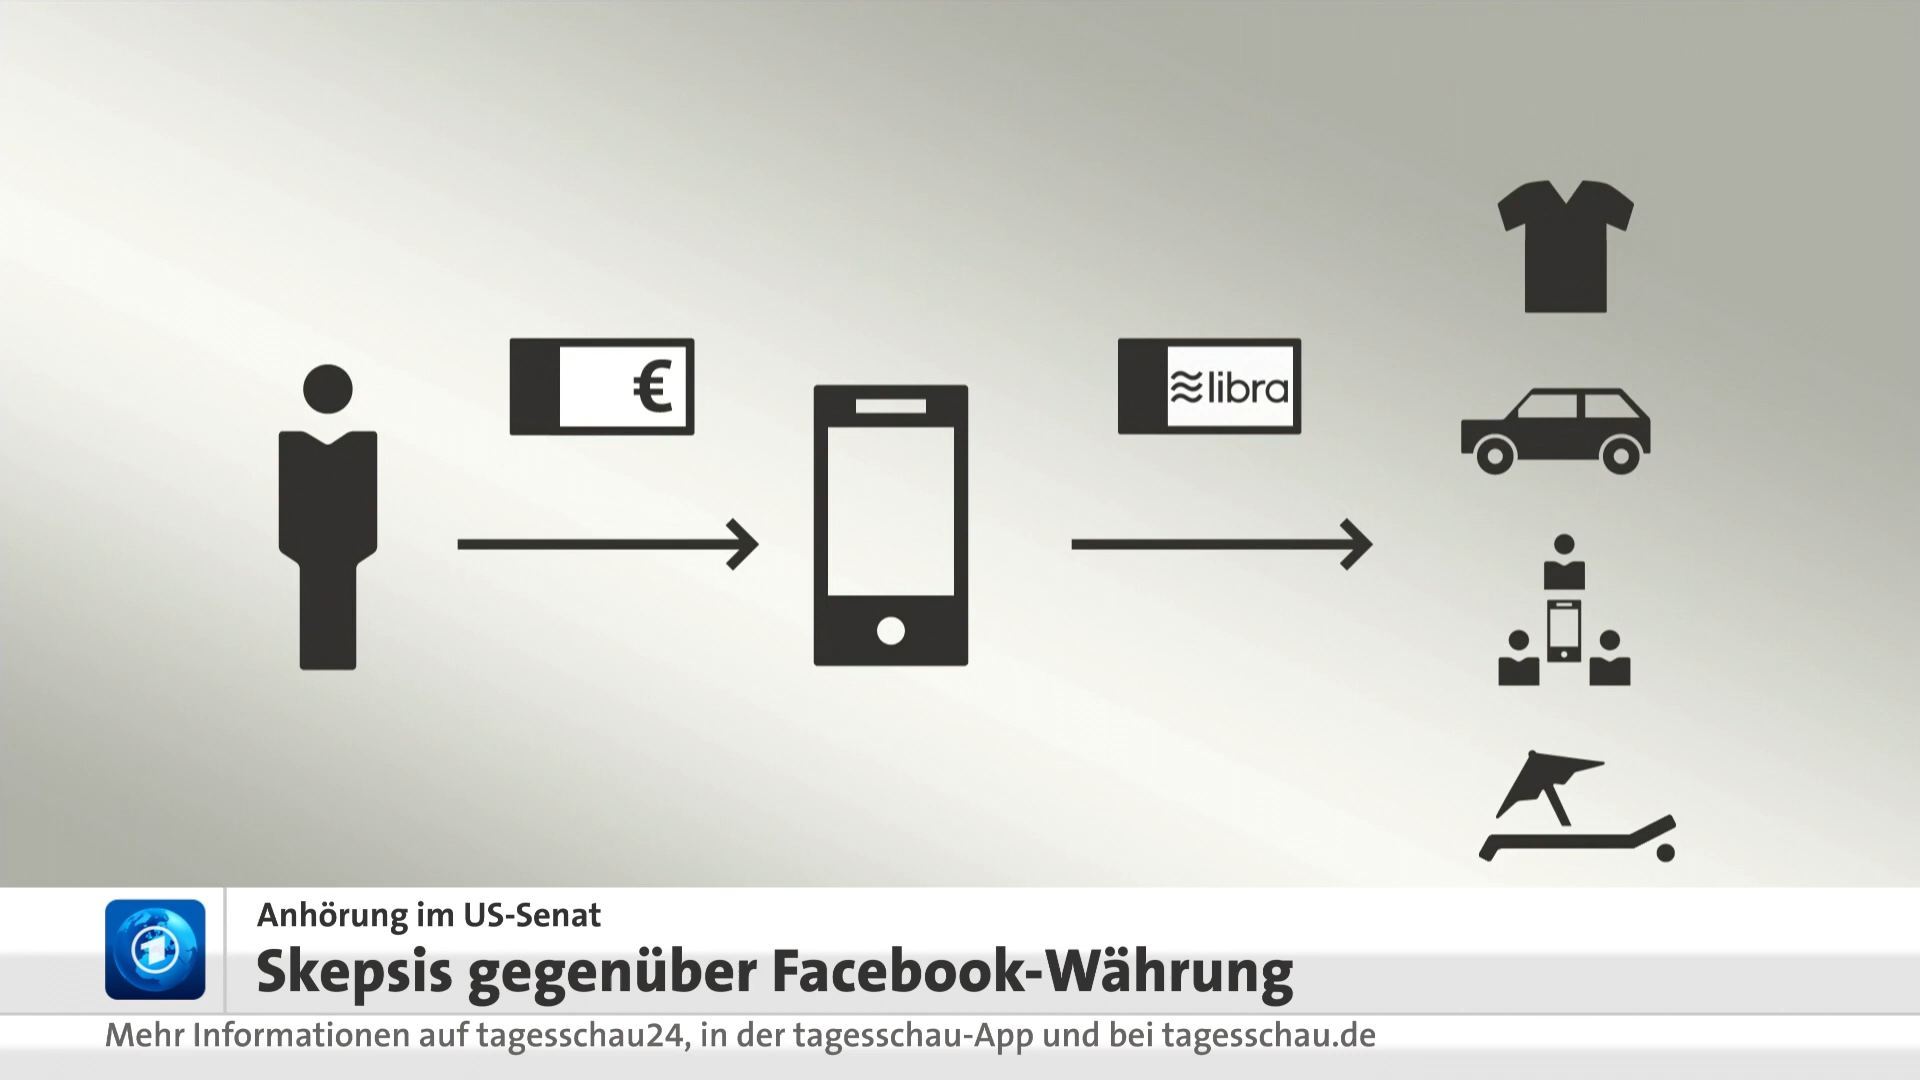 €
libra
1
Anhörung im US-Senat
Skepsis gegenüber Facebook-Währung
Mehr Informationen auf tagesschau24, in der tagesschau-App und bei tagesschau.de